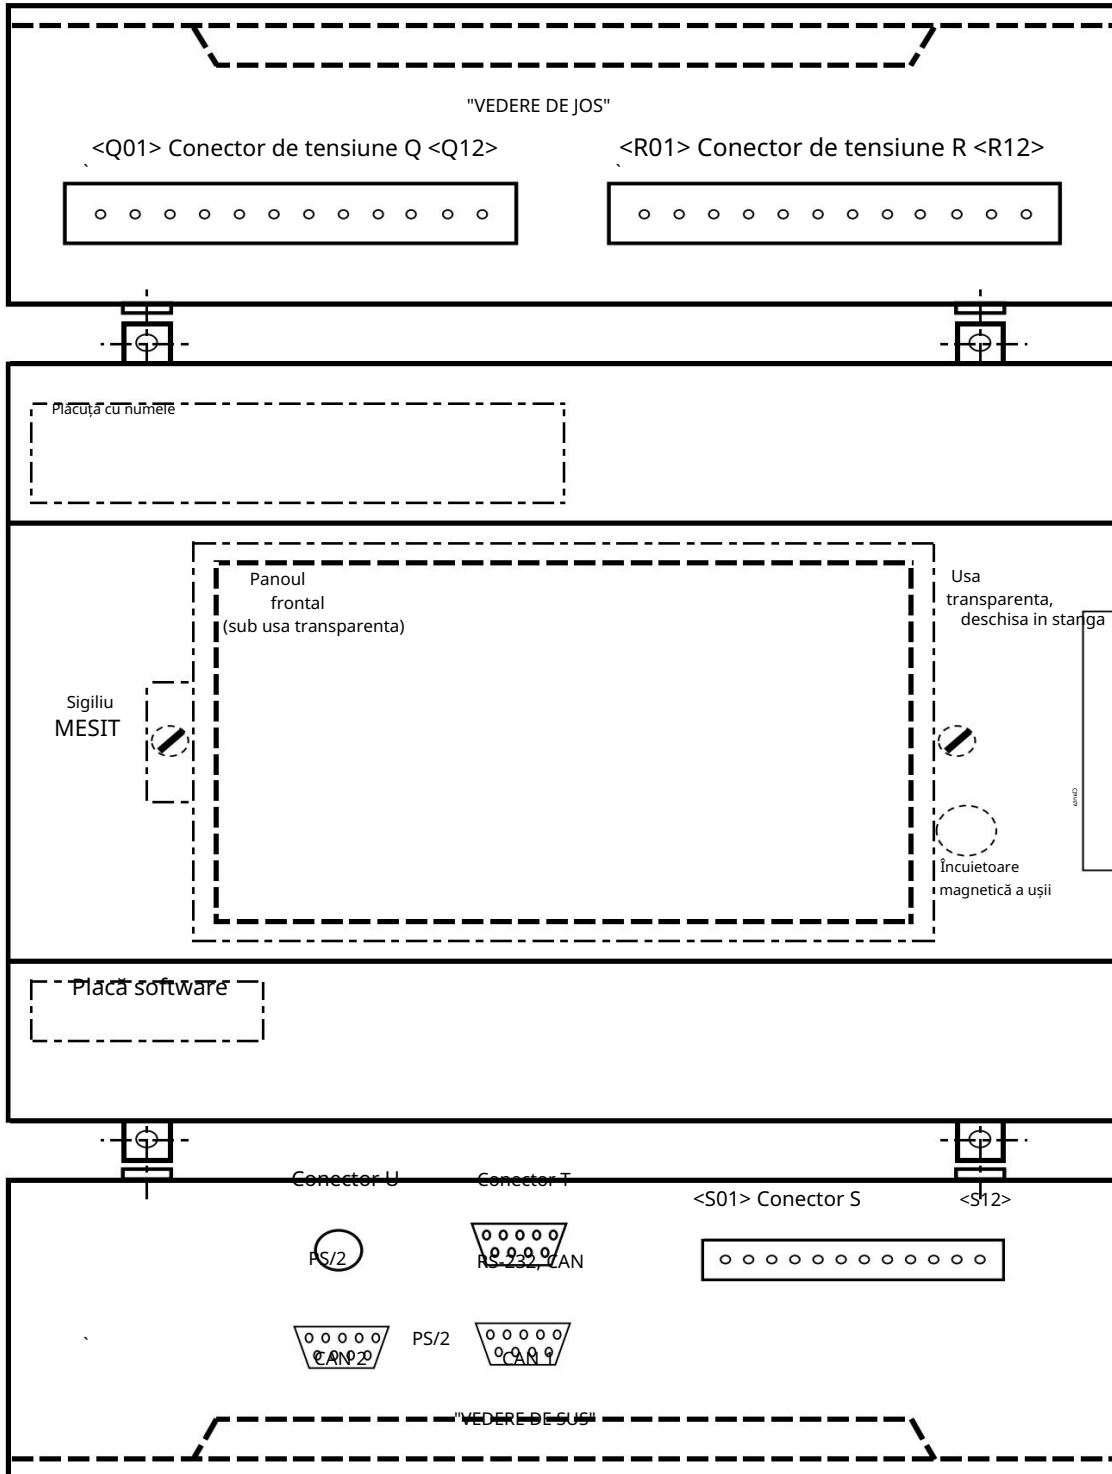 "VEDERE DE JOS"
<Q01> Conector de tensiune Q <Q12>
<R01> Conector de tensiune R <R12>
Plăcuță cu numele
Panoul
frontal
(sub usa transparenta)
Usa
transparenta,
deschisa in stanga
Sigiliu
MESIT
Încuietoare
magnetică a ușii
Placă software
Conector U
Conector T
<S01> Conector S
<S12>
PS/2
RS-232, CAN
PS/2
CAN 2
CAN 1
"VEDERE DE SUS"